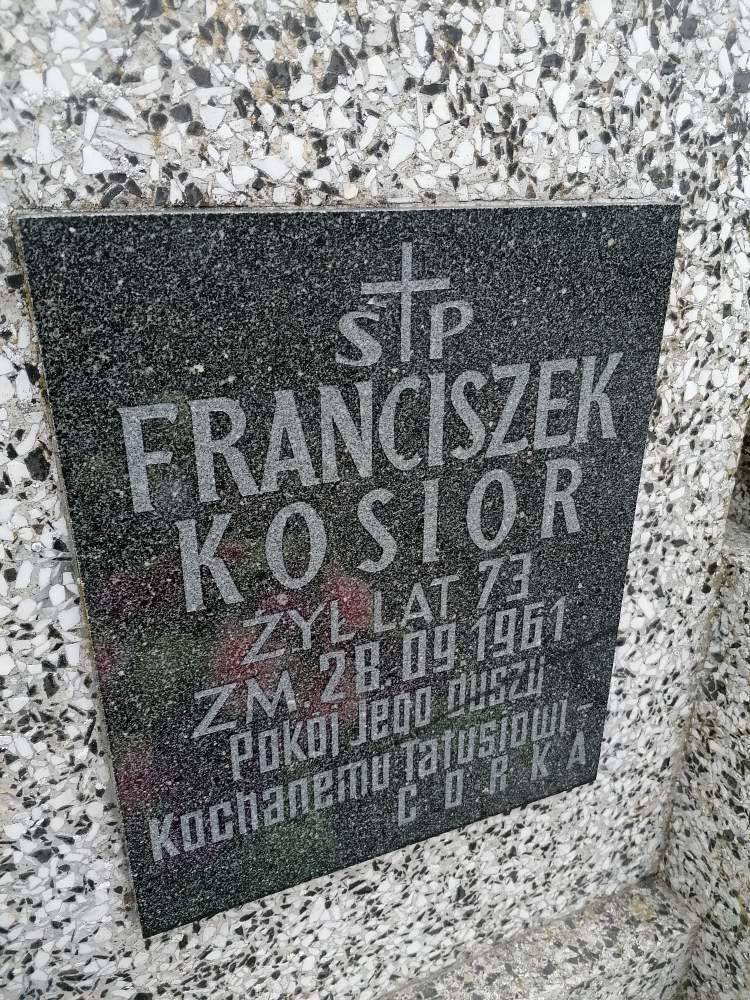 ŚP
FRANCISZEK
KOSIOR
ŻYŁ LAT 73
ZM. 28.09.1961
Pokój Jego Duszy
Kochanemu Tatusiowi -
CÓRKA